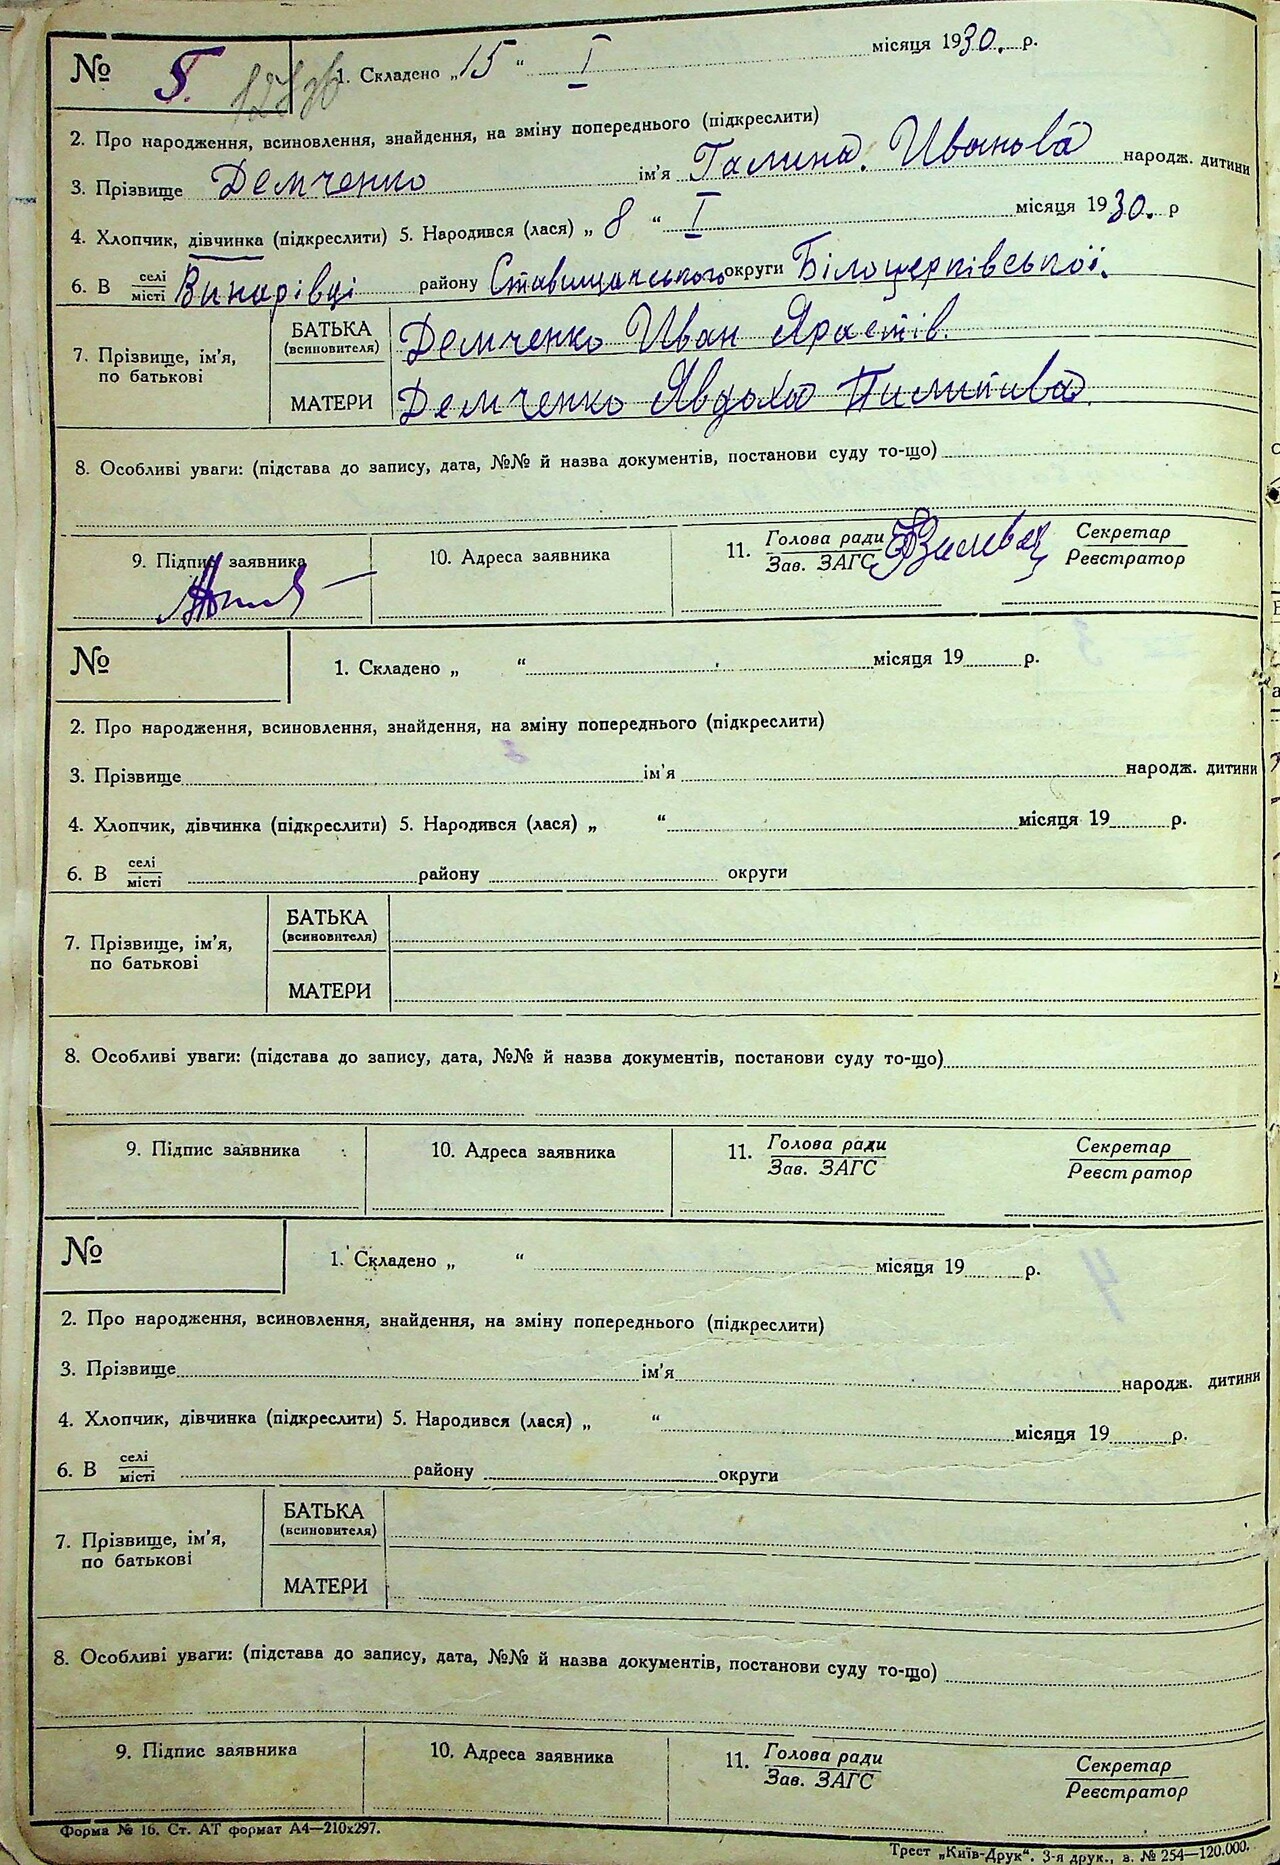 № 5. 1. Складено „15“ I місяця 1930. р.
2. Про народження, всиновлення, знайдення, на зміну попереднього (підкреслити)
3. Прізвище Демченко ім'я Галина. Иванова народж. дитини
4. Хлопчик, дівчинка (підкреслити) 5. Народився (лася) „8“ I місяця 1930. р
6. В селі/місті Винарівці району Ставищанського округи Білоцерківської.
7. Прізвище, ім'я, по батькові
БАТЬКА (всиновителя) Демченко Иван
МАТЕРИ Демченко Явдоха
8. Особливі уваги: (підстава до запису, дата, №№ й назва документів, постанови суду то-що)
9. Підпис заявника 10. Адреса заявника 11. Голова ради/Зав. ЗАГС Секретар/Реєстратор
№ 1. Складено „ “ місяця 19 р.
2. Про народження, всиновлення, знайдення, на зміну попереднього (підкреслити)
3. Прізвище ім'я народж. дитини
4. Хлопчик, дівчинка (підкреслити) 5. Народився (лася) „ “ місяця 19 р.
6. В селі/місті району округи
7. Прізвище, ім'я, по батькові
БАТЬКА (всиновителя)
МАТЕРИ
8. Особливі уваги: (підстава до запису, дата, №№ й назва документів, постанови суду то-що)
9. Підпис заявника 10. Адреса заявника 11. Голова ради/Зав. ЗАГС Секретар/Реєстратор
№ 1. Складено „ “ місяця 19 р.
2. Про народження, всиновлення, знайдення, на зміну попереднього (підкреслити)
3. Прізвище ім'я народж. дитини
4. Хлопчик, дівчинка (підкреслити) 5. Народився (лася) „ “ місяця 19 р.
6. В селі/місті району округи
7. Прізвище, ім'я, по батькові
БАТЬКА (всиновителя)
МАТЕРИ
8. Особливі уваги: (підстава до запису, дата, №№ й назва документів, постанови суду то-що)
9. Підпис заявника 10. Адреса заявника 11. Голова ради/Зав. ЗАГС Секретар/Реєстратор
Форма № 16. Ст. АТ формат А4—210х297.
Трест „Київ-Друк“. 3-я друк., з. № 254—120.000.